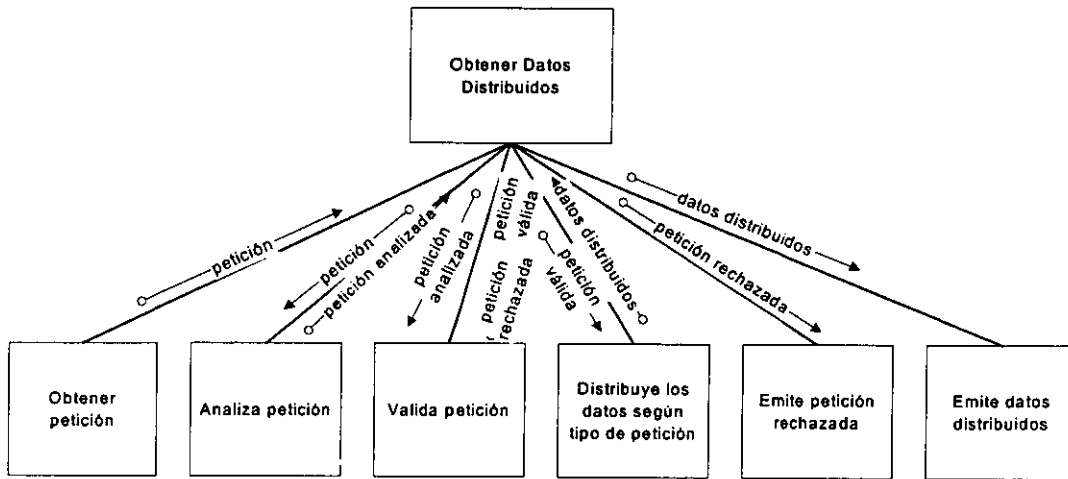 Obtener Datos
Distribuidos
petición
petición
petición analizada
petición
analizada
petición
válida
petición
rechazada
petición
válida
datos distribuidos
petición rechazada
datos distribuidos
Obtener
petición
Analiza petición
Valida petición
Distribuye los
datos según
tipo de petición
Emite petición
rechazada
Emite datos
distribuidos